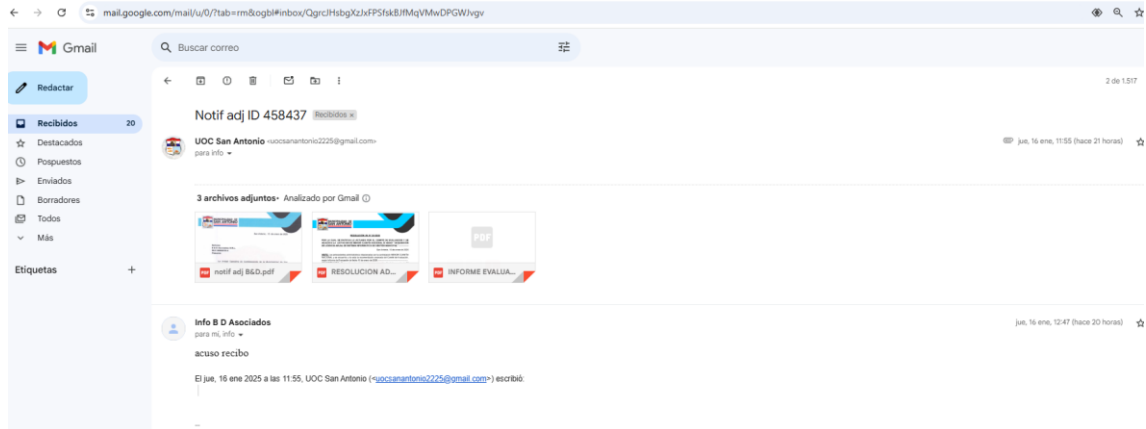 mail.google.com/mail/u/0/?tab=rm&ogbl#inbox/QgrcJHsbgXzJxFPSfskBJfMqVMwDPGWJvgv
Gmail
Buscar correo
Redactar
2 de 1.517
Notif adj ID 458437 Recibidos x
Recibidos 20
Destacados
Pospuestos
Enviados
Borradores
Todos
Más
Etiquetas +
UOC San Antonio <uocsanantonio2225@gmail.com>
jue, 16 ene, 11:55 (hace 21 horas)
para info
3 archivos adjuntos • Analizado por Gmail
PDF
PDF notif adj B&D.pdf
PDF RESOLUCION AD...
PDF INFORME EVALUA...
Info B D Asociados
jue, 16 ene, 12:47 (hace 20 horas)
para mí, info
acuso recibo
El jue, 16 ene 2025 a las 11:55, UOC San Antonio (<uocsanantonio2225@gmail.com>) escribió:
--